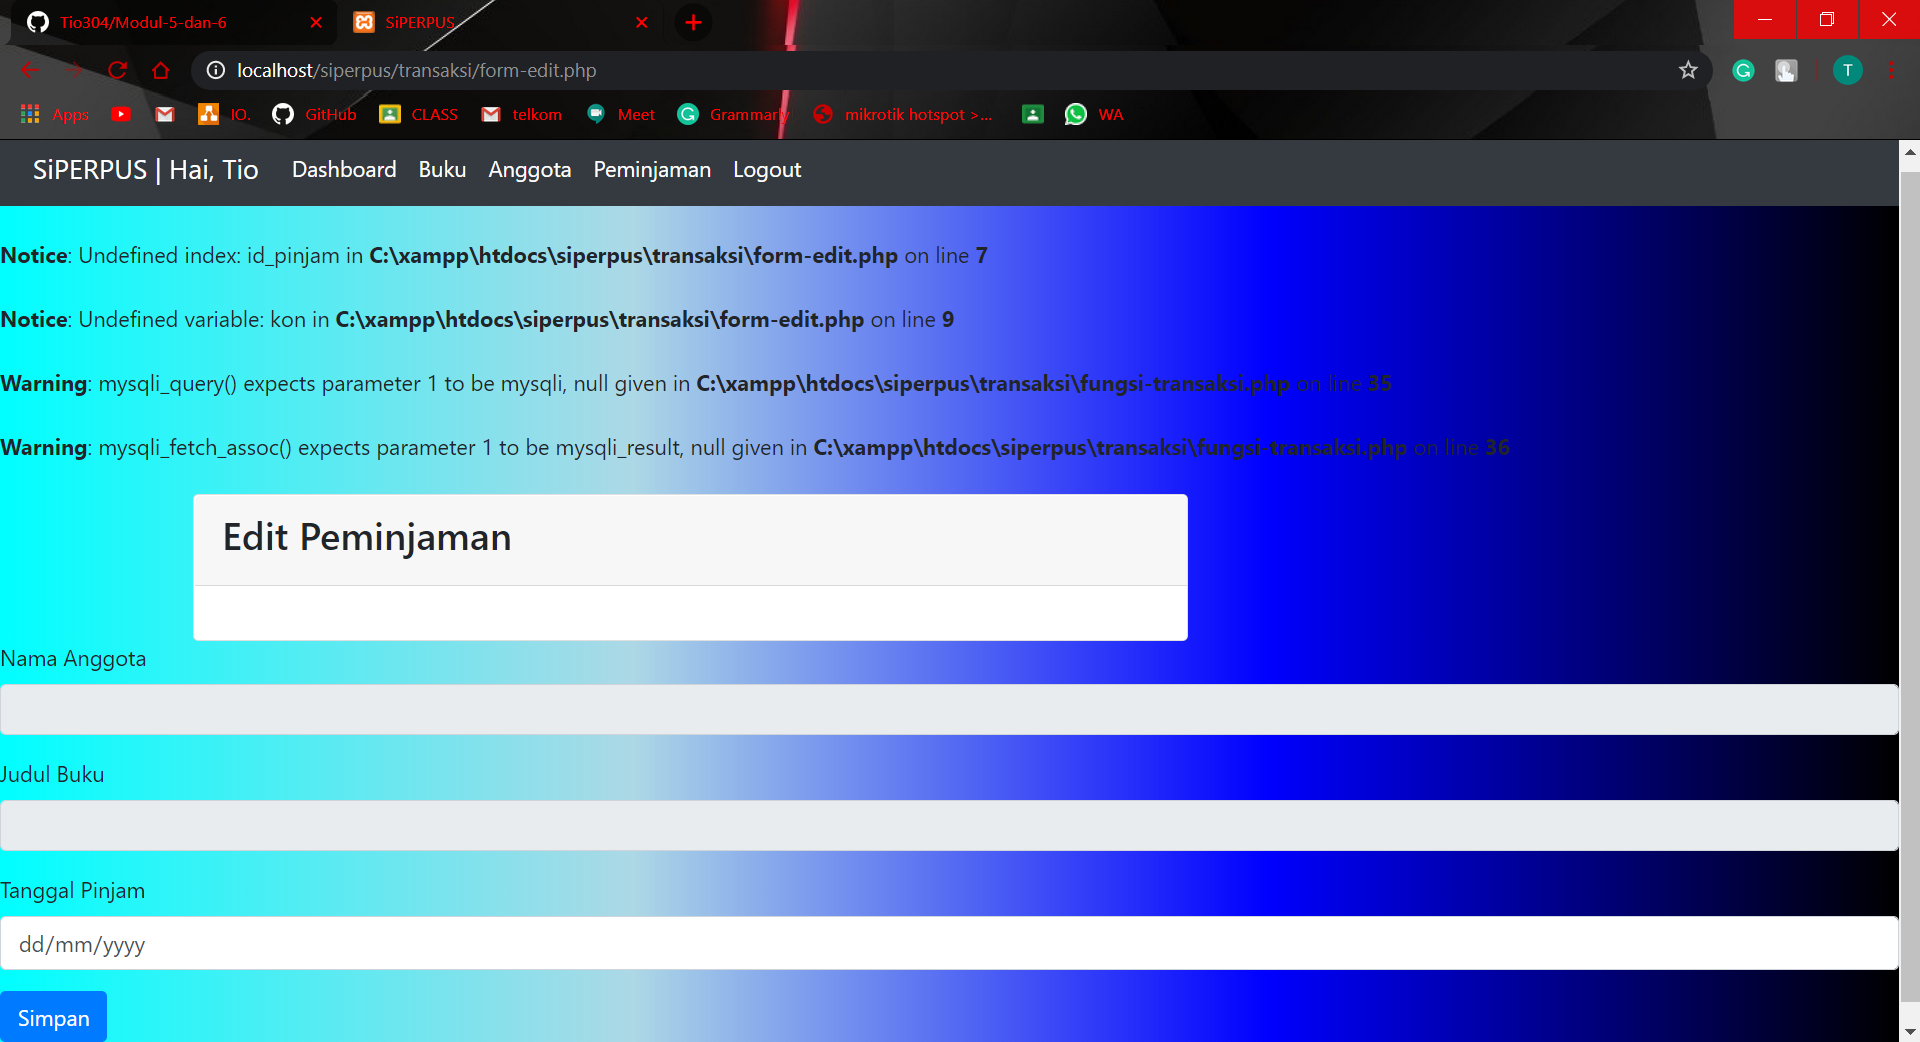 Tio304/Modul-5-dan-6
SiPERPUS
localhost/siperpus/transaksi/form-edit.php
T
Apps IO. GitHub CLASS telkom Meet Grammarly mikrotik hotspot >... WA
SiPERPUS | Hai, Tio Dashboard Buku Anggota Peminjaman Logout
Notice: Undefined index: id_pinjam in C:\xampp\htdocs\siperpus\transaksi\form-edit.php on line 7
Notice: Undefined variable: kon in C:\xampp\htdocs\siperpus\transaksi\form-edit.php on line 9
Warning: mysqli_query() expects parameter 1 to be mysqli, null given in C:\xampp\htdocs\siperpus\transaksi\fungsi-transaksi.php on line 35
Warning: mysqli_fetch_assoc() expects parameter 1 to be mysqli_result, null given in C:\xampp\htdocs\siperpus\transaksi\fungsi-transaksi.php on line 36
Edit Peminjaman
Nama Anggota
Judul Buku
Tanggal Pinjam
dd/mm/yyyy
Simpan